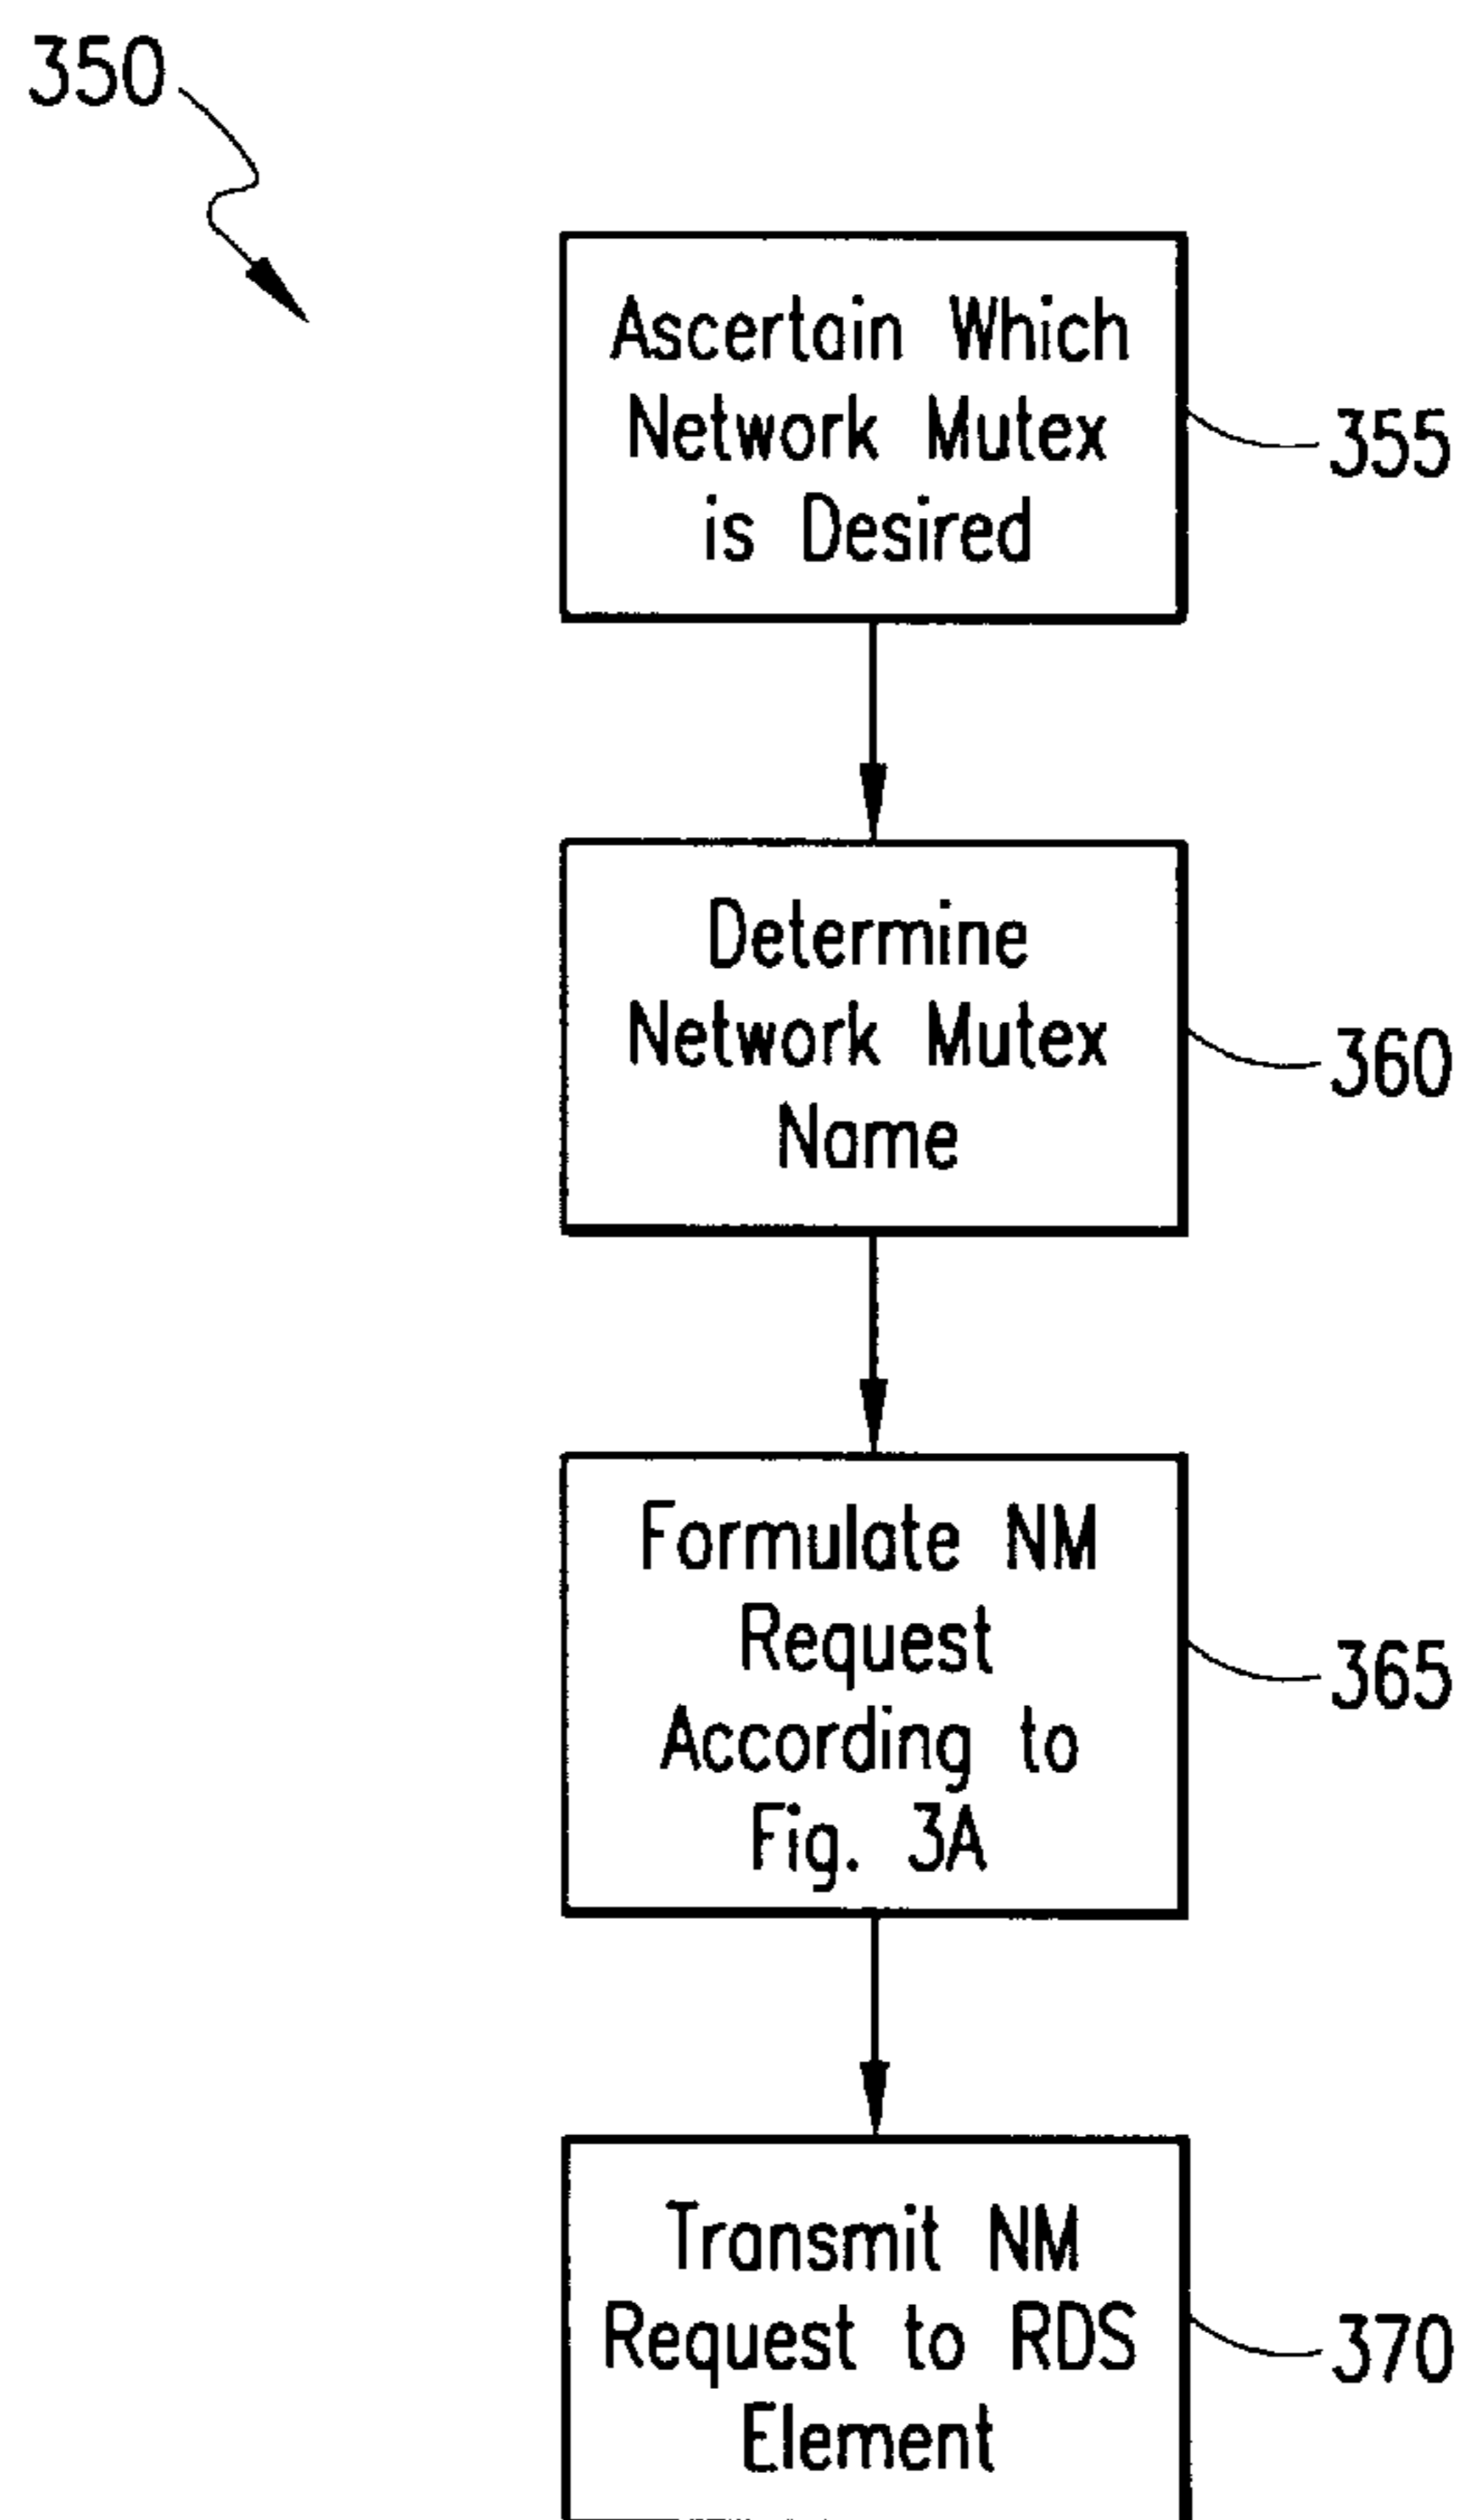 350
Ascertain Which
Network Mutex
is Desired
355
Determine
Network Mutex
Name
360
Formulate NM
Request
According to
Fig. 3A
365
Transmit NM
Request to RDS
Element
370